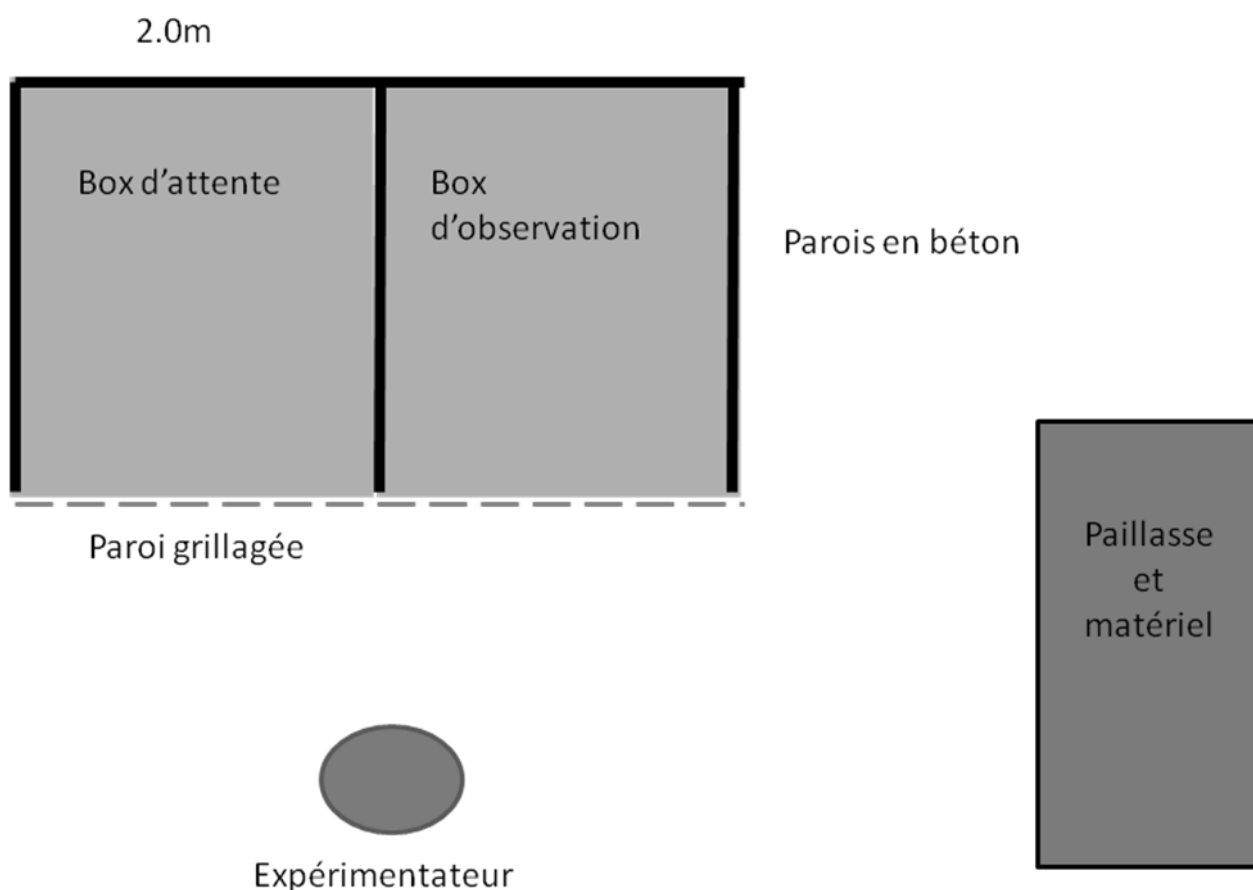 2.0m
Box d'attente
Box
d'observation
Parois en béton
Paroi grillagée
Paillasse
et
matériel
Expérimentateur